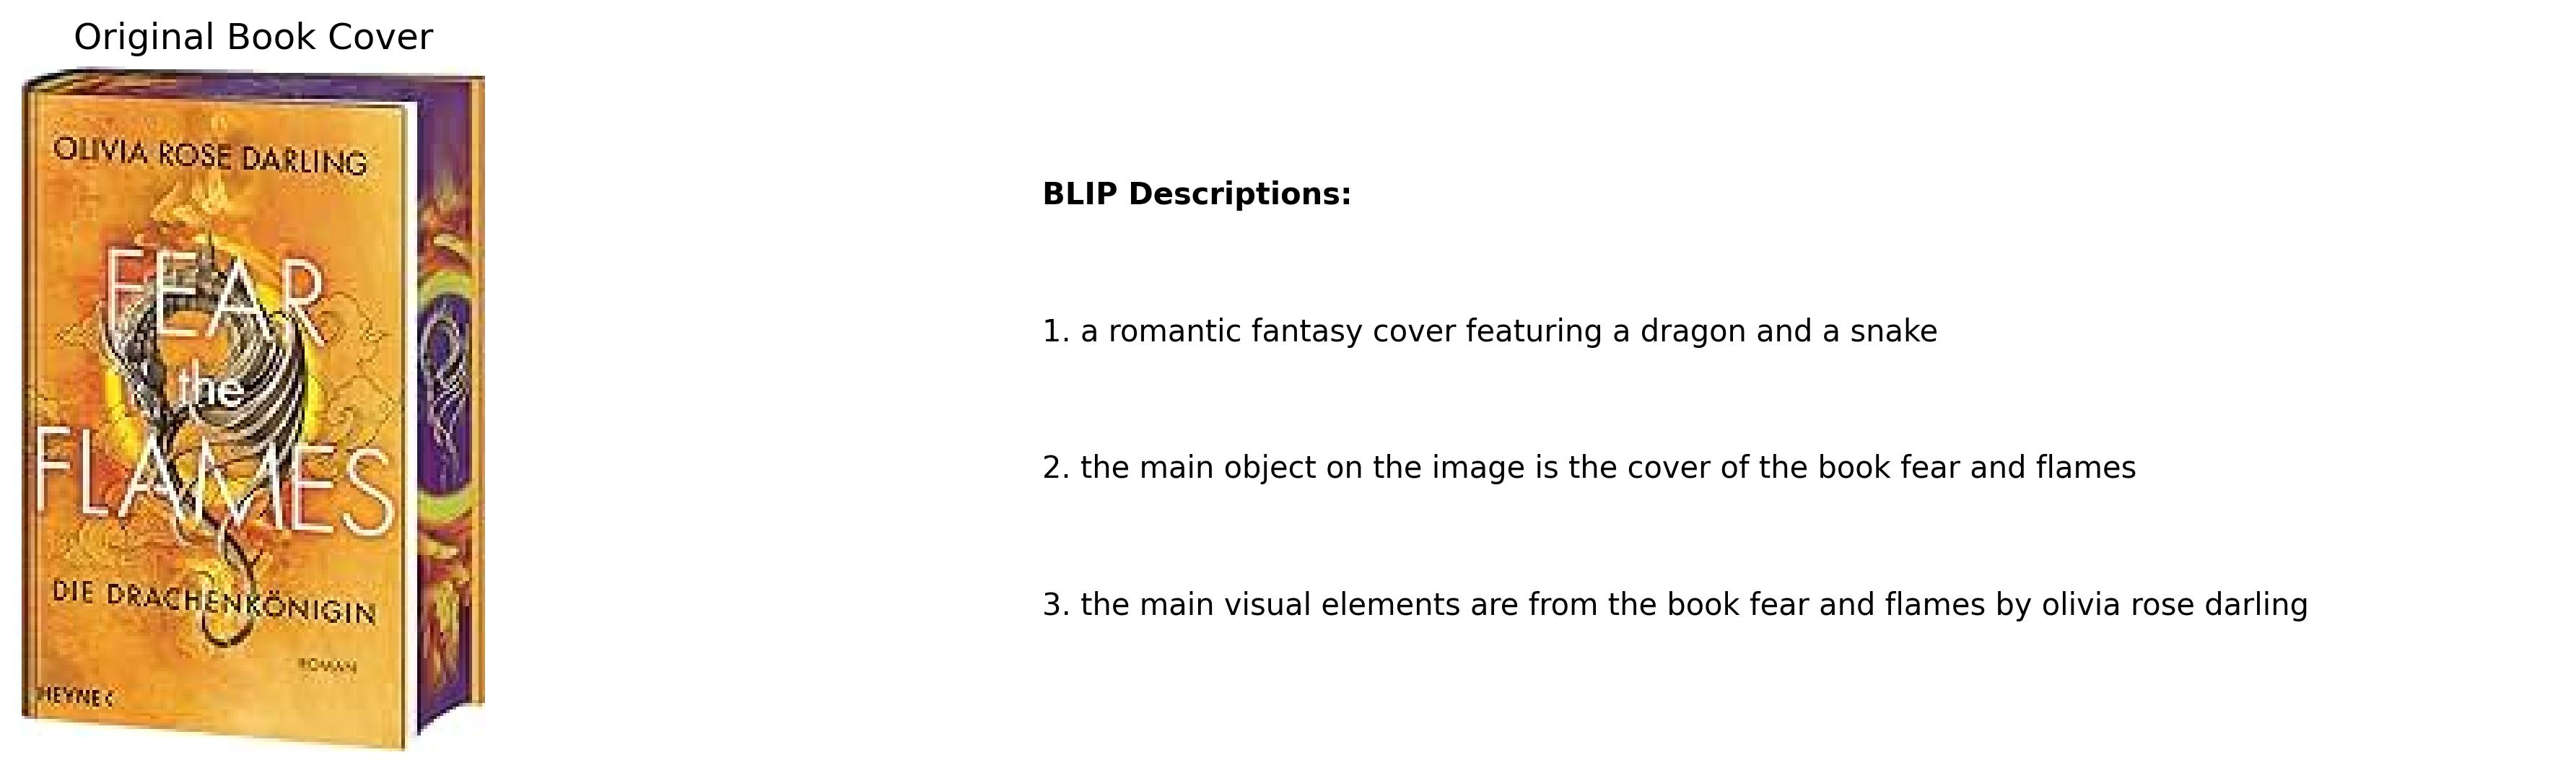 Original Book Cover
OLIVIA ROSE DARLING
FEAR
the
FLAMES
DIE DRACHENKÖNIGIN
ROMAN
HEYNE <
BLIP Descriptions:
1. a romantic fantasy cover featuring a dragon and a snake
2. the main object on the image is the cover of the book fear and flames
3. the main visual elements are from the book fear and flames by olivia rose darling